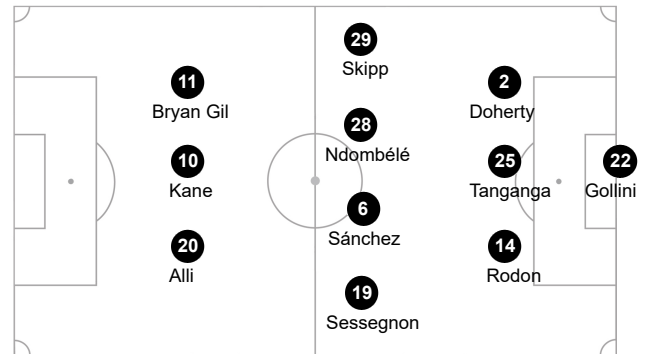 29
Skipp
11
Bryan Gil
2
Doherty
28
Ndombélé
10
Kane
25
Tanganga
22
Gollini
6
Sánchez
20
Alli
14
Rodon
19
Sessegnon